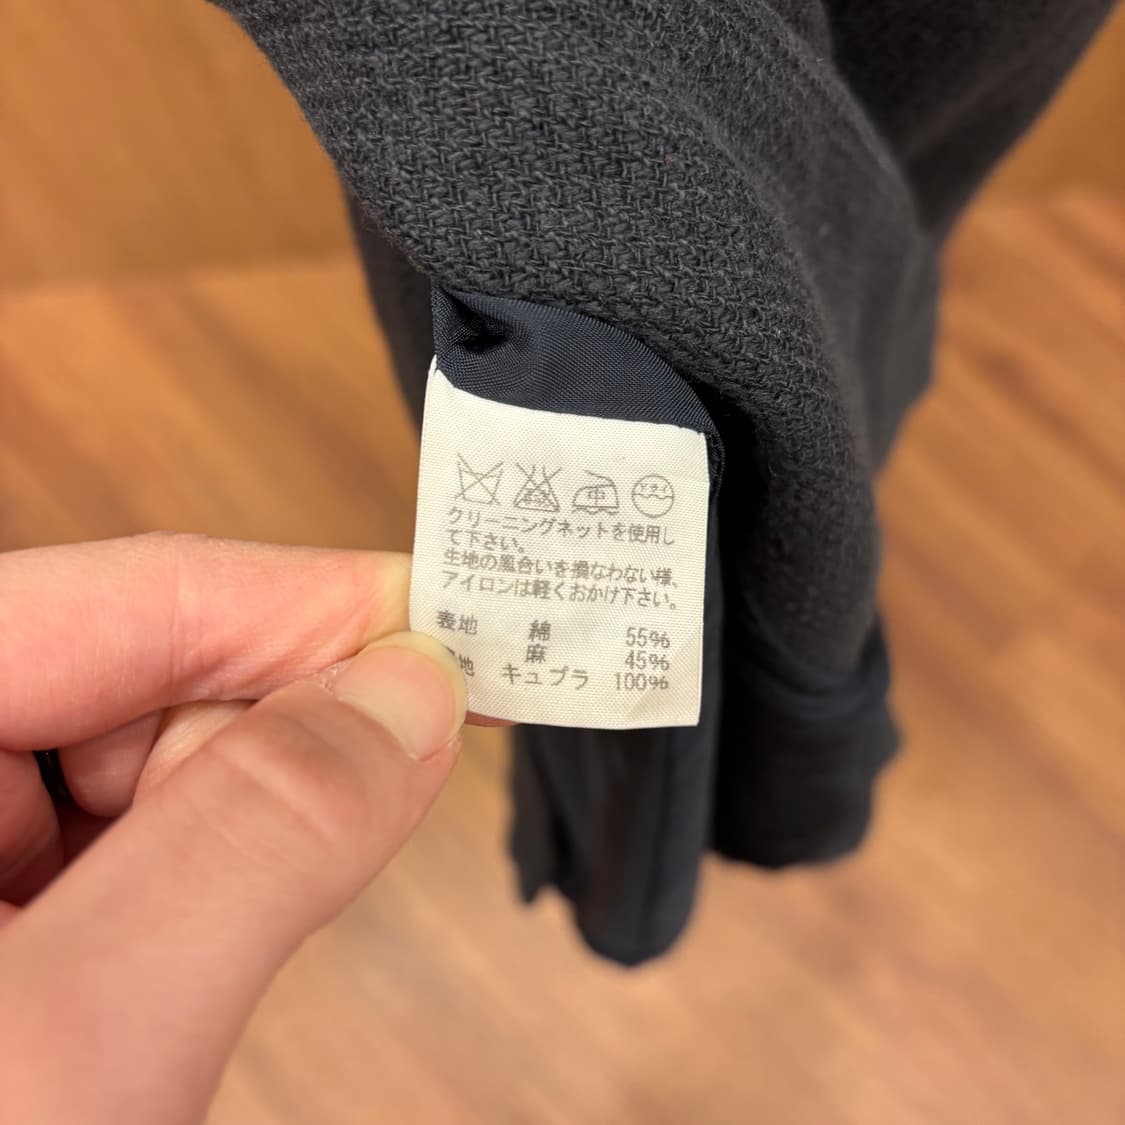 中
クリーニングネットを使用し
て下さい。
生地の風合いを損なわない様、
アイロンは軽くおかけ下さい。
表地 綿 55%
麻 45%
地 キュプラ 100%